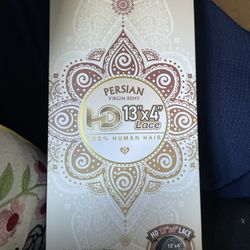 PERSIAN
VIRGIN REMY
HD 13"x4"
Lace
100% HUMAN HAIR
HD 13"x4" LACE
13"x4"